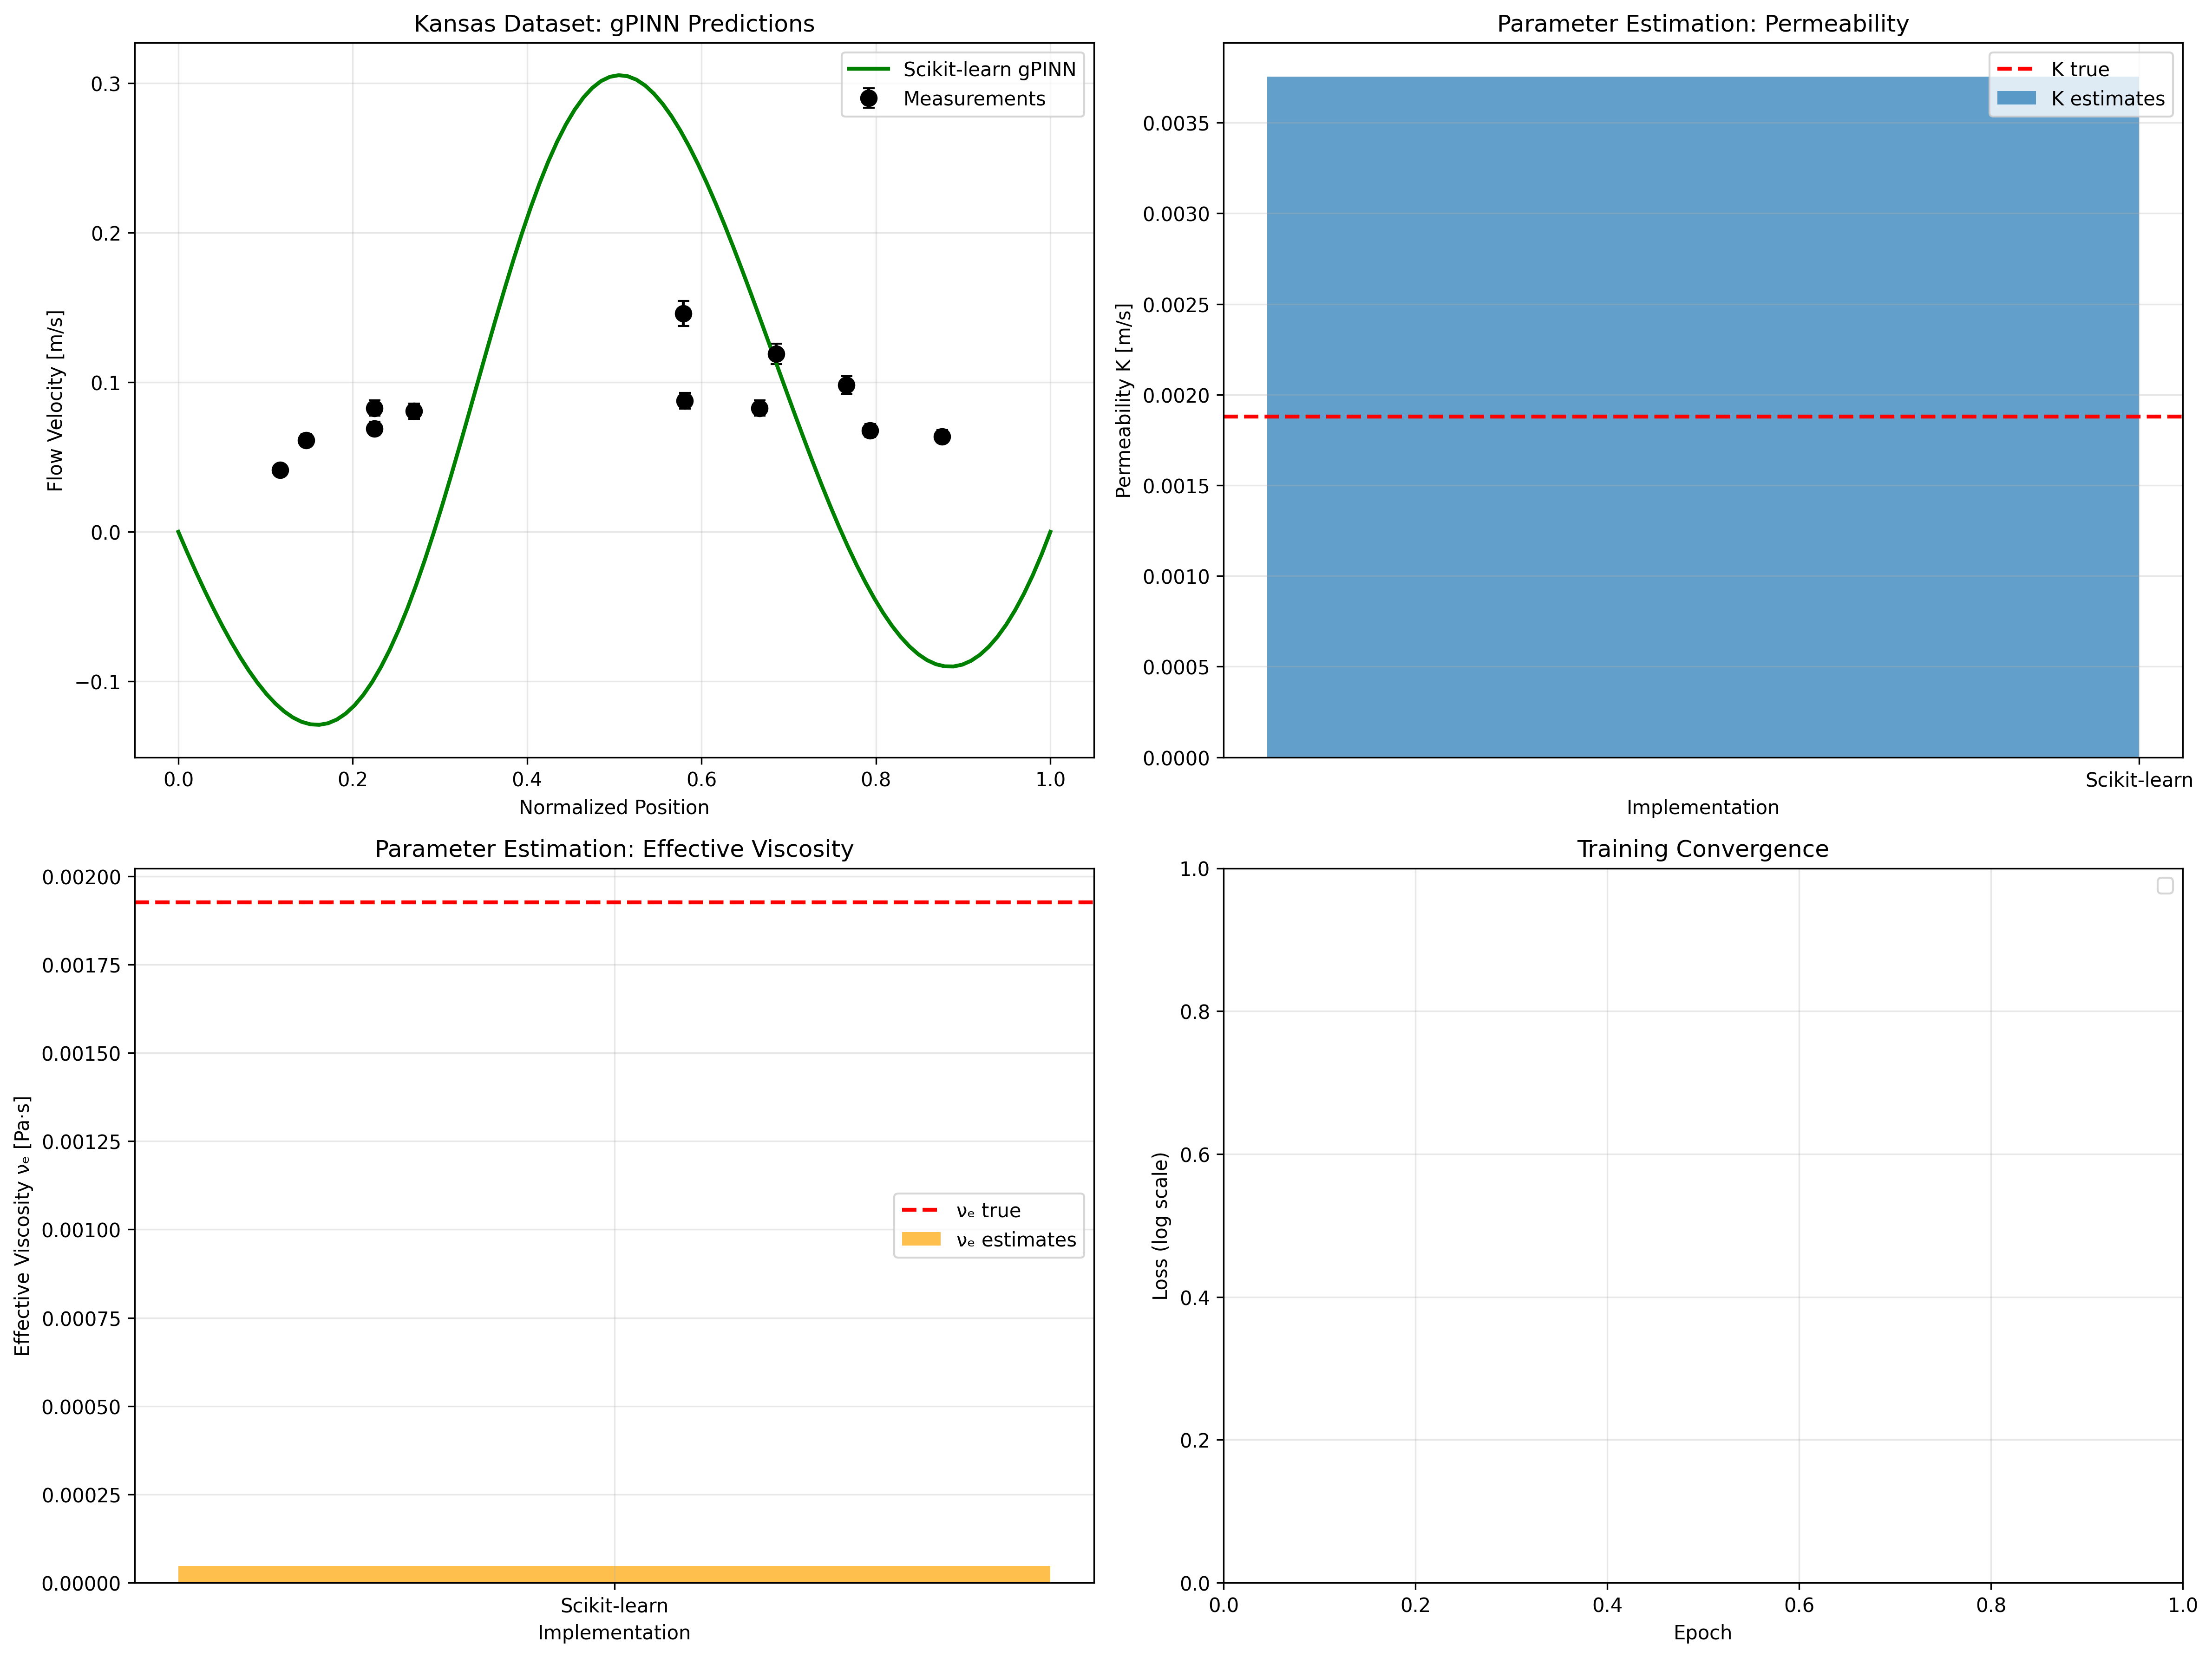 Kansas Dataset: gPINN Predictions
Scikit-learn gPINN
Measurements
Flow Velocity [m/s]
0.3
0.2
0.1
0.0
−0.1
0.0 0.2 0.4 0.6 0.8 1.0
Normalized Position
Parameter Estimation: Permeability
K true
K estimates
Permeability K [m/s]
0.0035
0.0030
0.0025
0.0020
0.0015
0.0010
0.0005
0.0000
Scikit-learn
Implementation
Parameter Estimation: Effective Viscosity
νₑ true
νₑ estimates
Effective Viscosity νₑ [Pa·s]
0.00200
0.00175
0.00150
0.00125
0.00100
0.00075
0.00050
0.00025
0.00000
Scikit-learn
Implementation
Training Convergence
Loss (log scale)
1.0
0.8
0.6
0.4
0.2
0.0
0.0 0.2 0.4 0.6 0.8 1.0
Epoch